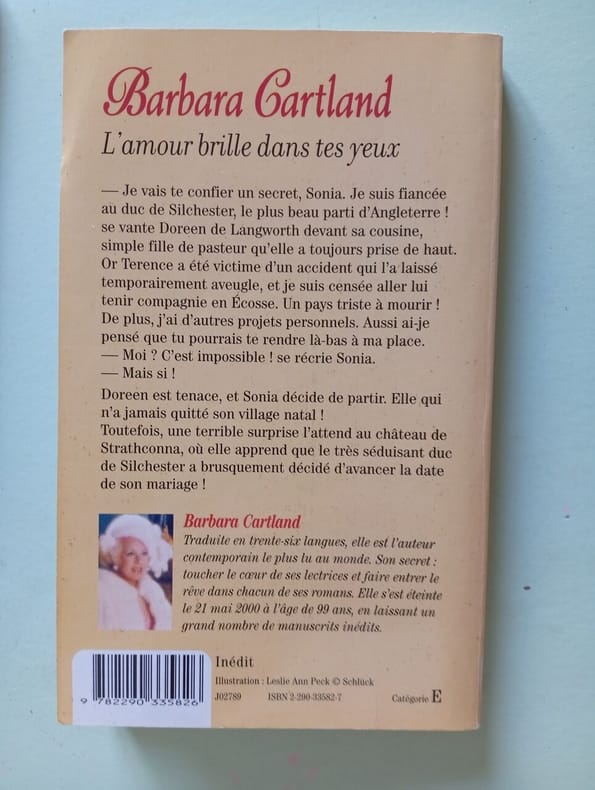 Barbara Cartland
L'amour brille dans tes yeux
— Je vais te confier un secret, Sonia. Je suis fiancée
au duc de Silchester, le plus beau parti d'Angleterre !
se vante Doreen de Langworth devant sa cousine,
simple fille de pasteur qu'elle a toujours prise de haut.
Or Terence a été victime d'un accident qui l'a laissé
temporairement aveugle, et je suis censée aller lui
tenir compagnie en Écosse. Un pays triste à mourir !
De plus, j'ai d'autres projets personnels. Aussi ai-je
pensé que tu pourrais te rendre là-bas à ma place.
— Moi ? C'est impossible ! se récrie Sonia.
— Mais si !
Doreen est tenace, et Sonia décide de partir. Elle qui
n'a jamais quitté son village natal !
Toutefois, une terrible surprise l'attend au château de
Strathconna, où elle apprend que le très séduisant duc
de Silchester a brusquement décidé d'avancer la date
de son mariage !
Barbara Cartland
Traduite en trente-six langues, elle est l'auteur
contemporain le plus lu au monde. Son secret :
toucher le cœur de ses lectrices et faire entrer le
rêve dans chacun de ses romans. Elle s'est éteinte
le 21 mai 2000 à l'âge de 99 ans, en laissant un
grand nombre de manuscrits inédits.
Inédit
Illustration : Leslie Ann Peck © Schlück
J02789 ISBN 2-290-33582-7 Catégorie E
9 782290 335826